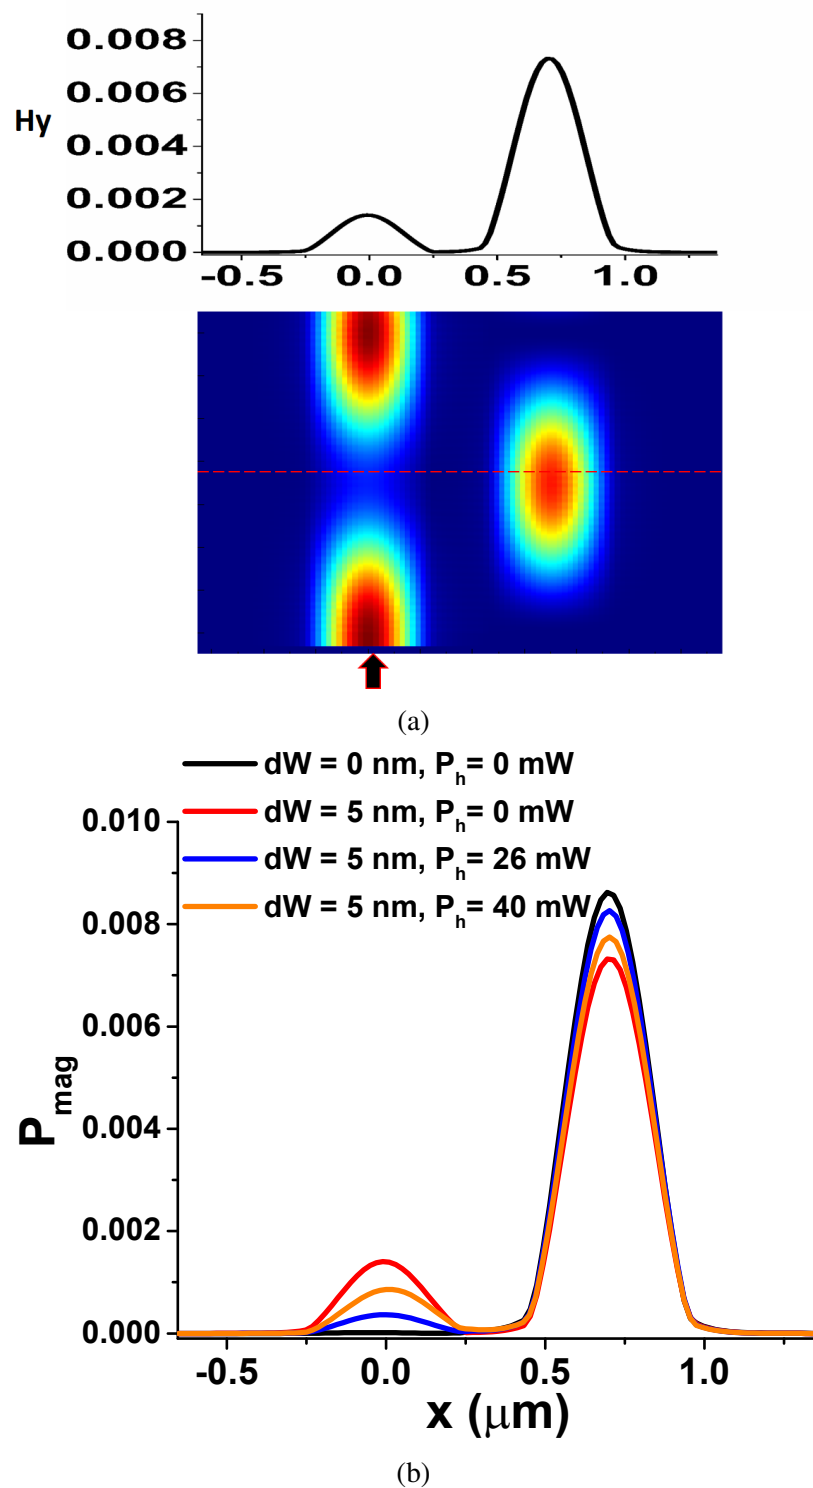 0.008
0.006
Hy
0.004
0.002
0.000
-0.5 0.0 0.5 1.0
(a)
dW = 0 nm, Pₕ= 0 mW
dW = 5 nm, Pₕ= 0 mW
dW = 5 nm, Pₕ= 26 mW
dW = 5 nm, Pₕ= 40 mW
0.010
0.008
0.006
0.004
0.002
0.000
P_mag
-0.5 0.0 0.5 1.0
x (μm)
(b)